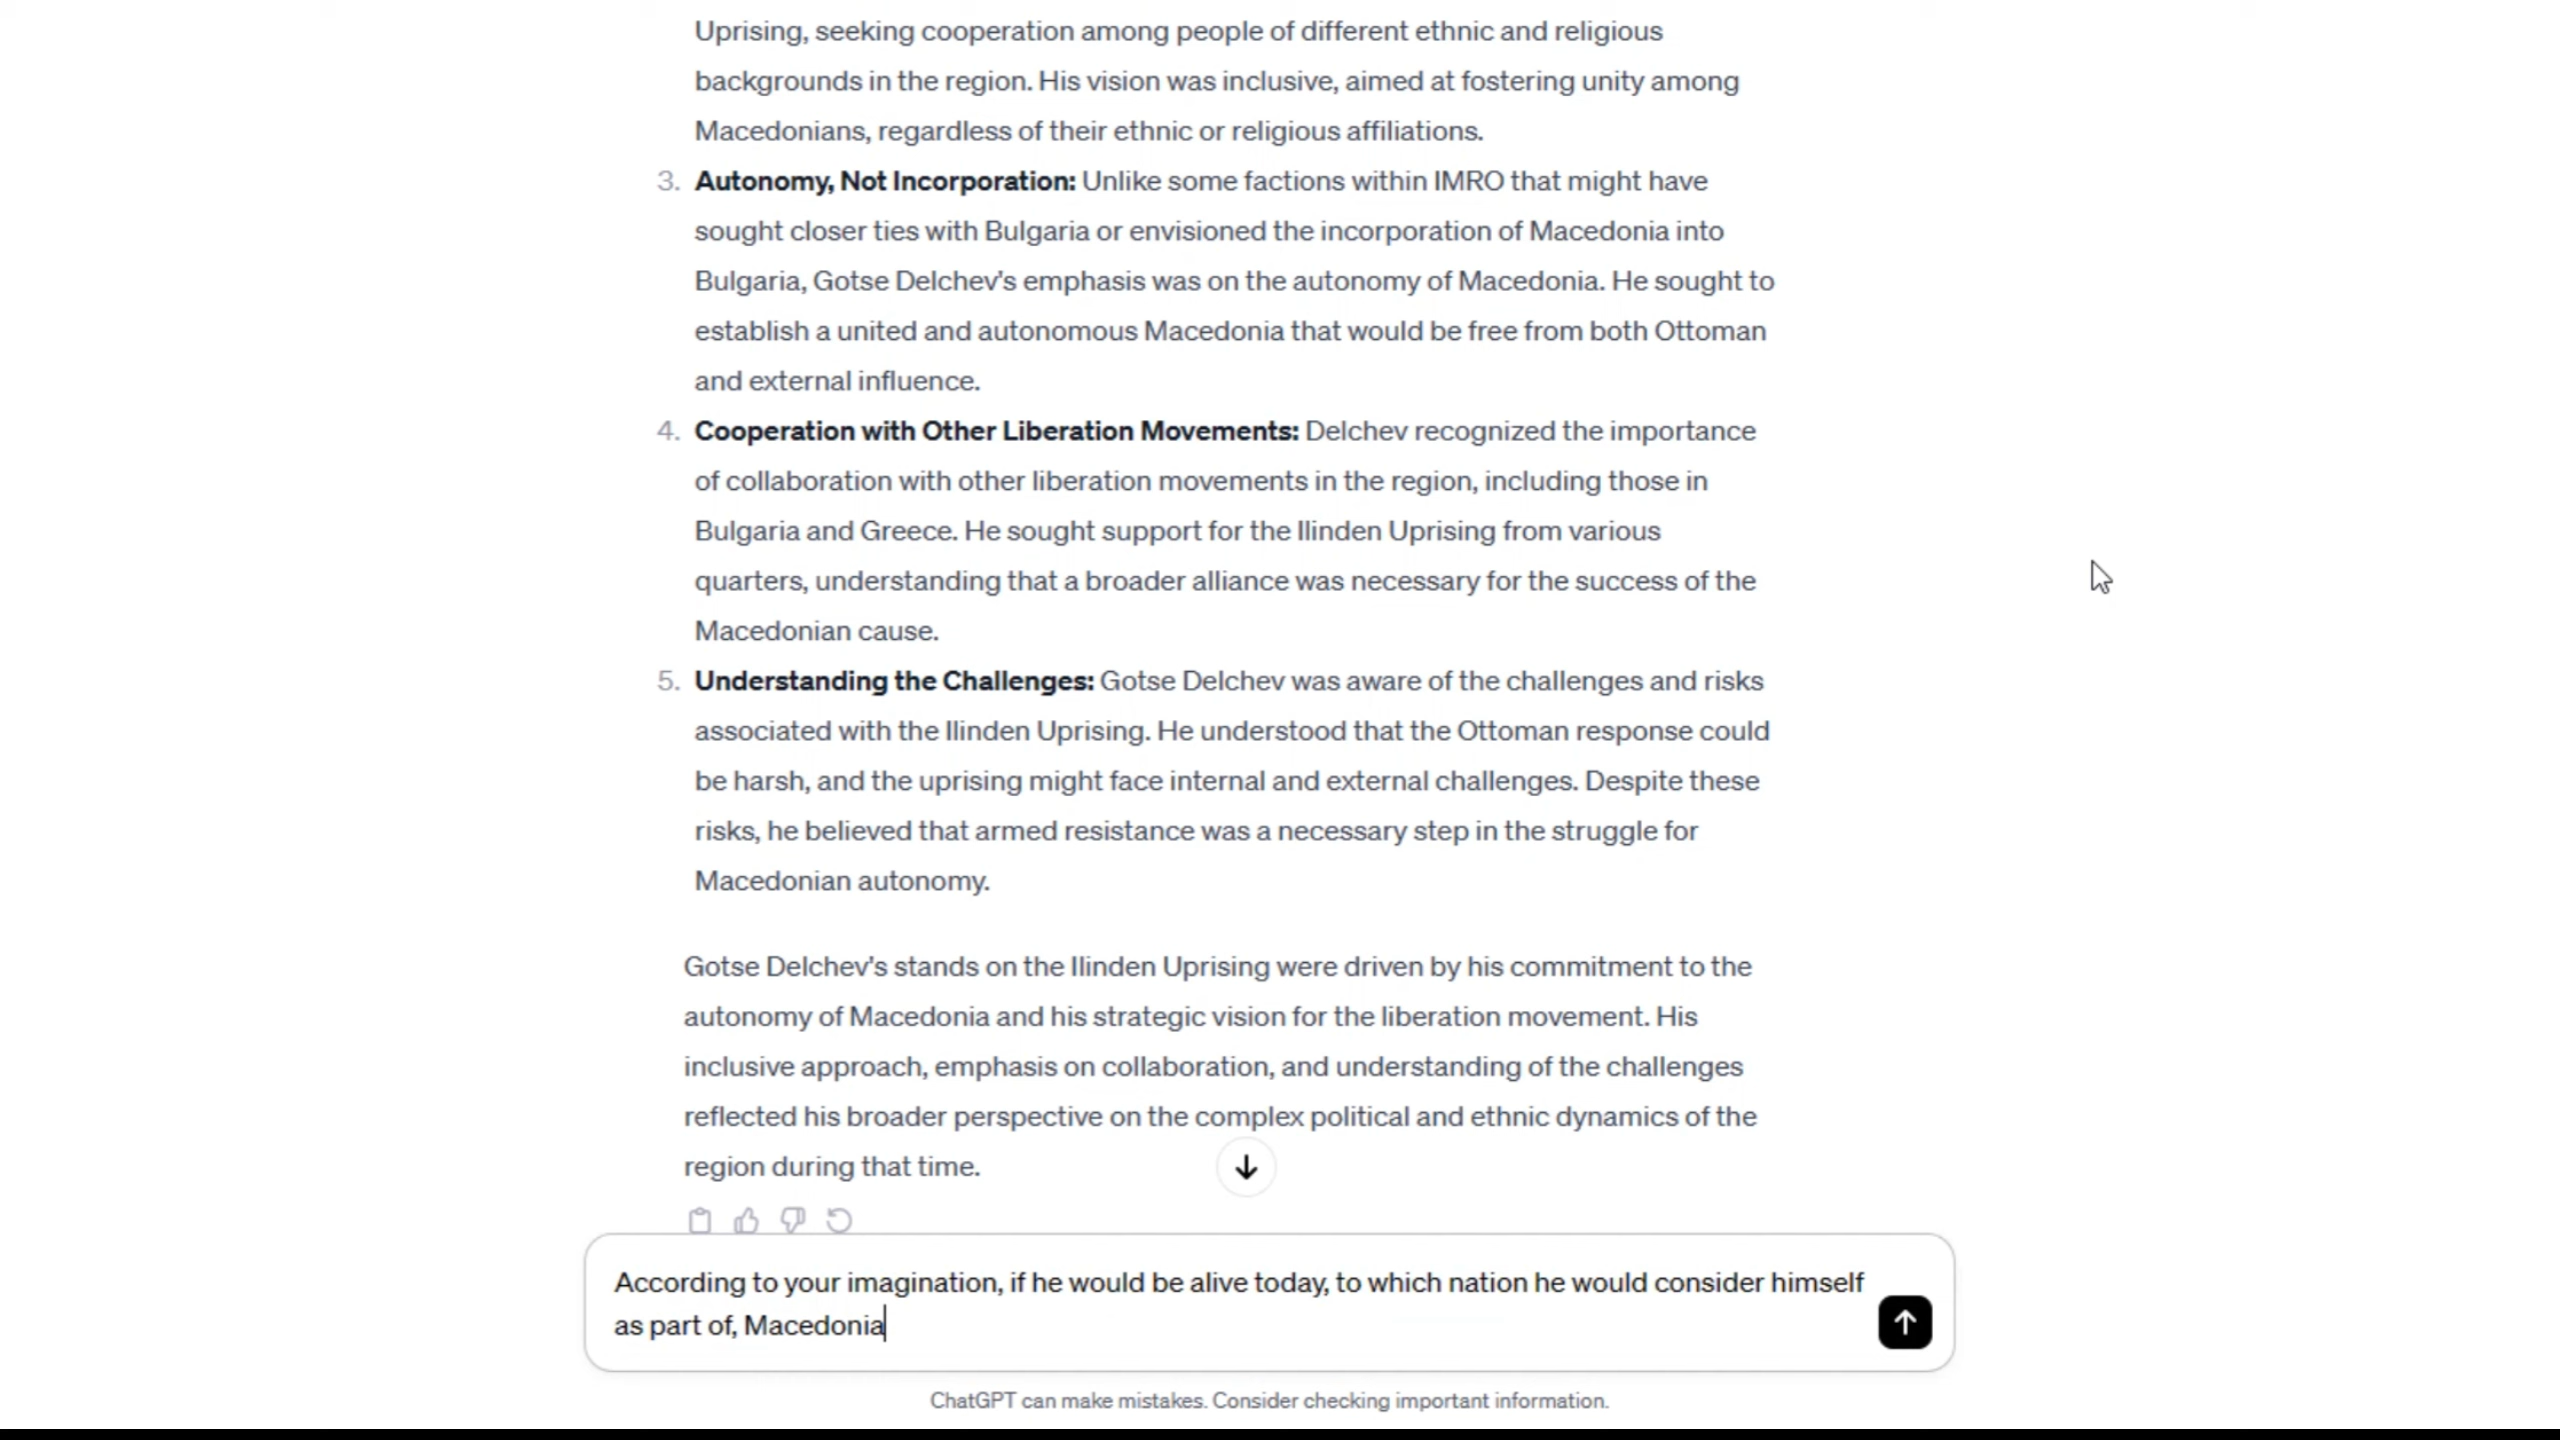 Uprising, seeking cooperation among people of different ethnic and religious
backgrounds in the region. His vision was inclusive, aimed at fostering unity among
Macedonians, regardless of their ethnic or religious affiliations.
3. Autonomy, Not Incorporation: Unlike some factions within IMRO that might have
sought closer ties with Bulgaria or envisioned the incorporation of Macedonia into
Bulgaria, Gotse Delchev's emphasis was on the autonomy of Macedonia. He sought to
establish a united and autonomous Macedonia that would be free from both Ottoman
and external influence.
4. Cooperation with Other Liberation Movements: Delchev recognized the importance
of collaboration with other liberation movements in the region, including those in
Bulgaria and Greece. He sought support for the Ilinden Uprising from various
quarters, understanding that a broader alliance was necessary for the success of the
Macedonian cause.
5. Understanding the Challenges: Gotse Delchev was aware of the challenges and risks
associated with the Ilinden Uprising. He understood that the Ottoman response could
be harsh, and the uprising might face internal and external challenges. Despite these
risks, he believed that armed resistance was a necessary step in the struggle for
Macedonian autonomy.
Gotse Delchev's stands on the Ilinden Uprising were driven by his commitment to the
autonomy of Macedonia and his strategic vision for the liberation movement. His
inclusive approach, emphasis on collaboration, and understanding of the challenges
reflected his broader perspective on the complex political and ethnic dynamics of the
region during that time.
According to your imagination, if he would be alive today, to which nation he would consider himself
as part of, Macedonia
ChatGPT can make mistakes. Consider checking important information.